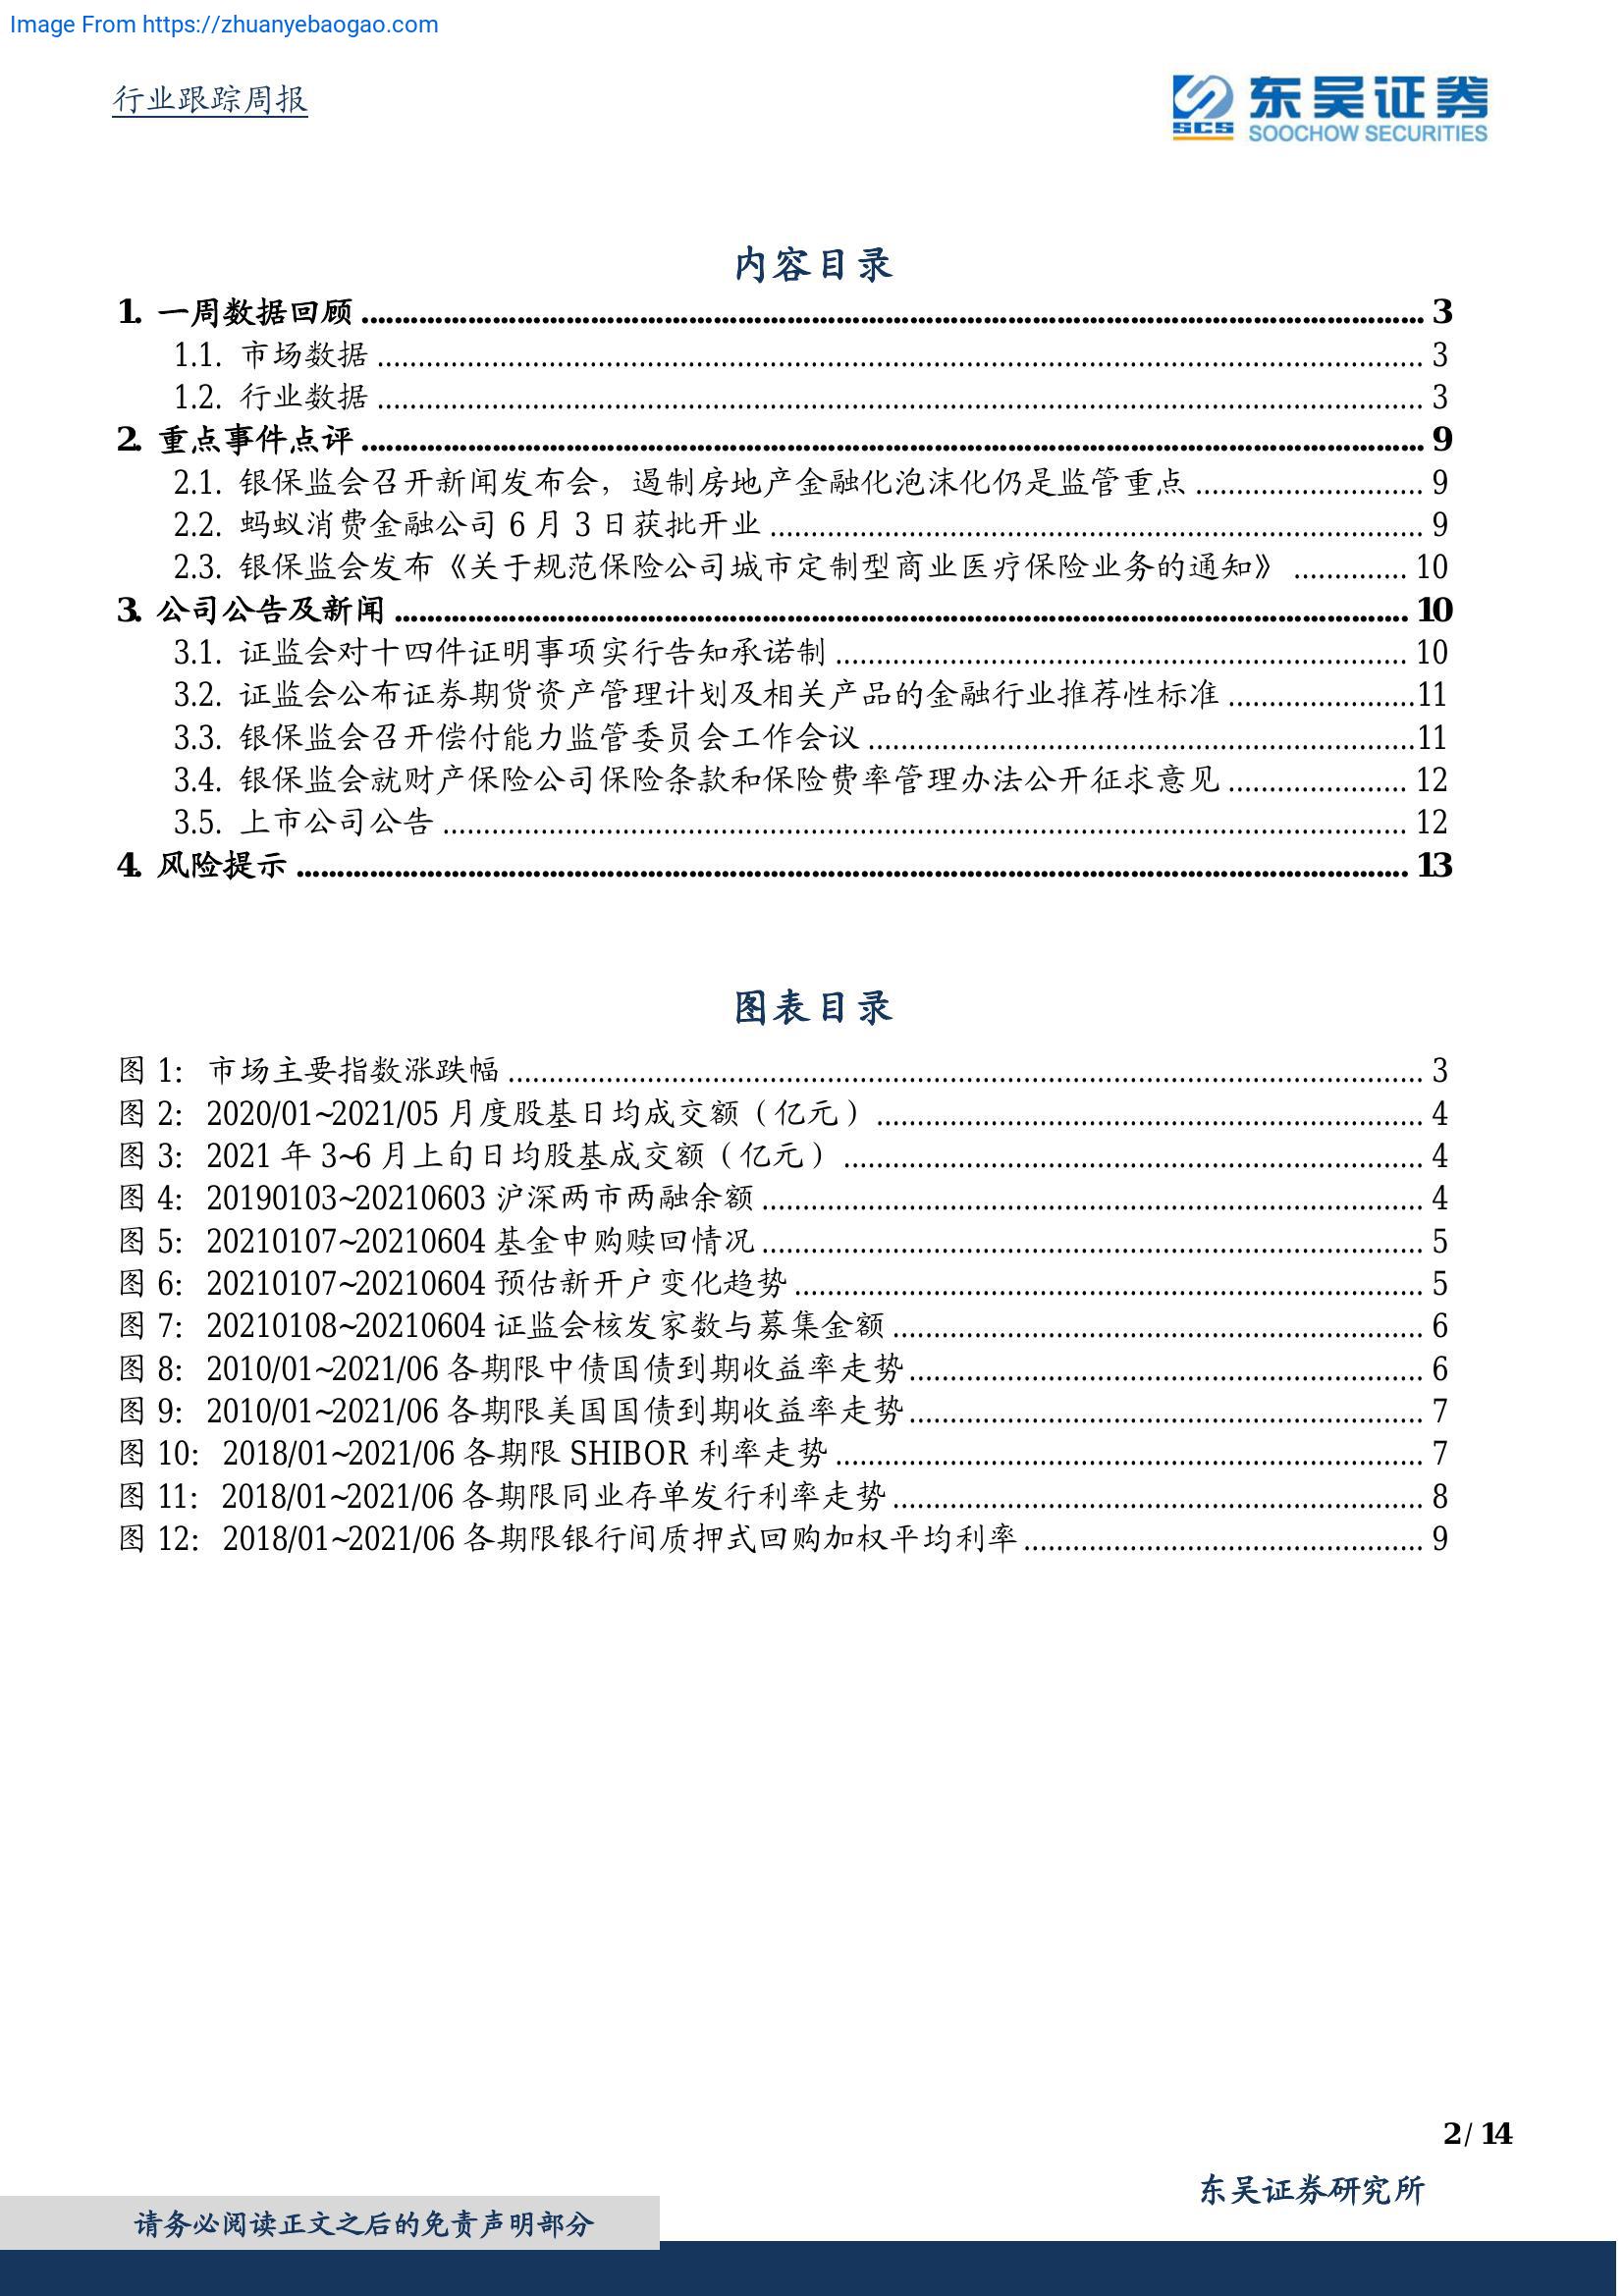 Image From https://zhuanyebaogao.com
行业跟踪周报
东吴证券
SCS
SOOCHOW SECURITIES
内容目录
1. 一周数据回顾 ........ 3
1.1. 市场数据 ........ 3
1.2. 行业数据 ........ 3
2. 重点事件点评 ........ 9
2.1. 银保监会召开新闻发布会，遏制房地产金融化泡沫化仍是监管重点 ........ 9
2.2. 蚂蚁消费金融公司 6 月 3 日获批开业 ........ 9
2.3. 银保监会发布《关于规范保险公司城市定制型商业医疗保险业务的通知》 ........ 10
3. 公司公告及新闻 ........ 10
3.1. 证监会对十四件证明事项实行告知承诺制 ........ 10
3.2. 证监会公布证券期货资产管理计划及相关产品的金融行业推荐性标准 ........ 11
3.3. 银保监会召开偿付能力监管委员会工作会议 ........ 11
3.4. 银保监会就财产保险公司保险条款和保险费率管理办法公开征求意见 ........ 12
3.5. 上市公司公告 ........ 12
4. 风险提示 ........ 13
图表目录
图 1： 市场主要指数涨跌幅 ........ 3
图 2： 2020/01~2021/05 月度股基日均成交额（亿元） ........ 4
图 3： 2021 年 3~6 月上旬日均股基成交额（亿元） ........ 4
图 4： 20190103~20210603 沪深两市两融余额 ........ 4
图 5： 20210107~20210604 基金申购赎回情况 ........ 5
图 6： 20210107~20210604 预估新开户变化趋势 ........ 5
图 7： 20210108~20210604 证监会核发家数与募集金额 ........ 6
图 8： 2010/01~2021/06 各期限中债国债到期收益率走势 ........ 6
图 9： 2010/01~2021/06 各期限美国国债到期收益率走势 ........ 7
图 10： 2018/01~2021/06 各期限 SHIBOR 利率走势 ........ 7
图 11： 2018/01~2021/06 各期限同业存单发行利率走势 ........ 8
图 12： 2018/01~2021/06 各期限银行间质押式回购加权平均利率 ........ 9
2 / 14
东吴证券研究所
请务必阅读正文之后的免责声明部分